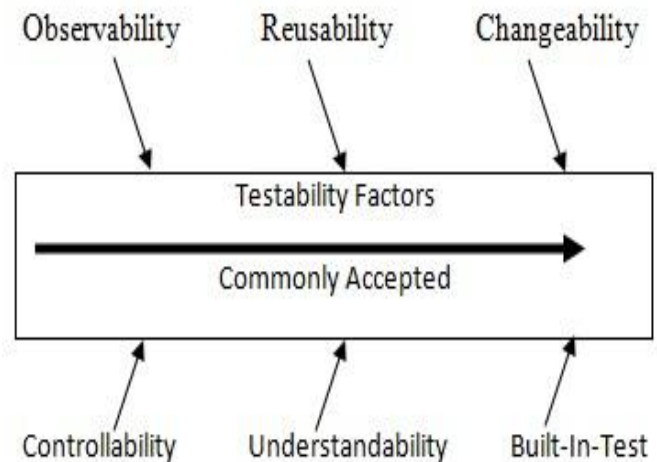 Observability Reusability Changeability
Testability Factors
Commonly Accepted
Controllability Understandability Built-In-Test